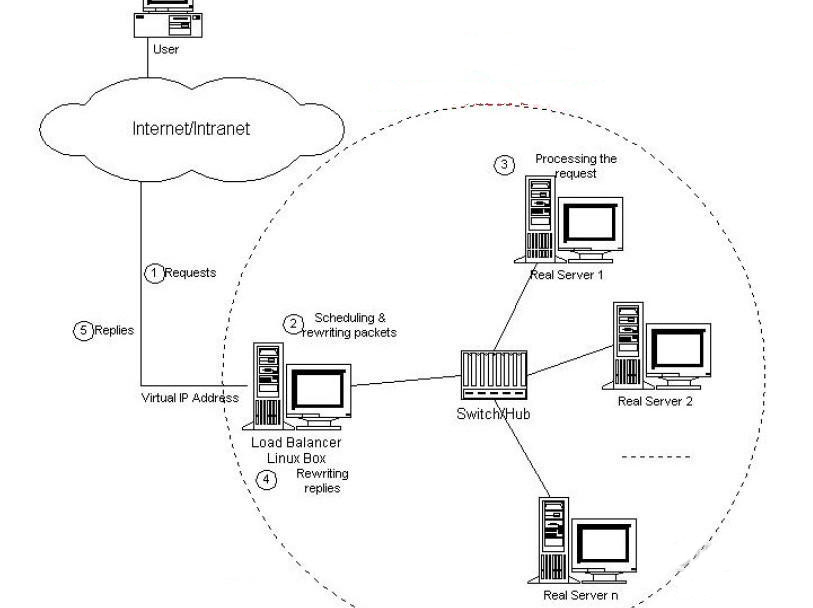 User
Internet/Intranet
3
Processing the
request
Real Server 1
1
Requests
5
Replies
2
Scheduling &
rewriting packets
Virtual IP Address
Load Balancer
Linux Box
4
Rewriting
replies
Switch/Hub
Real Server 2
Real Server n